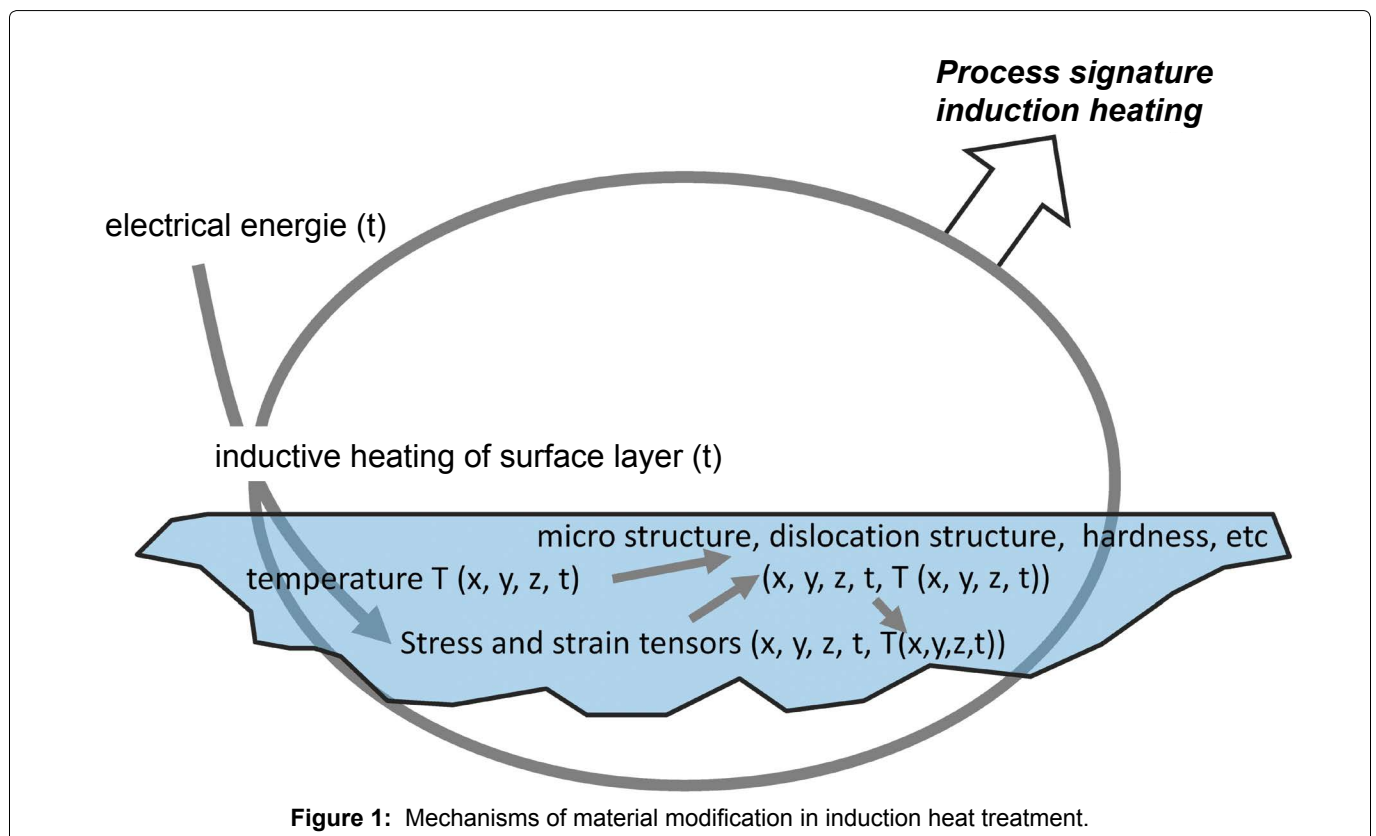 Process signature
induction heating
electrical energie (t)
inductive heating of surface layer (t)
micro structure, dislocation structure, hardness, etc
temperature T (x, y, z, t)
(x, y, z, t, T (x, y, z, t))
Stress and strain tensors (x, y, z, t, T(x,y,z,t))
Figure 1: Mechanisms of material modification in induction heat treatment.